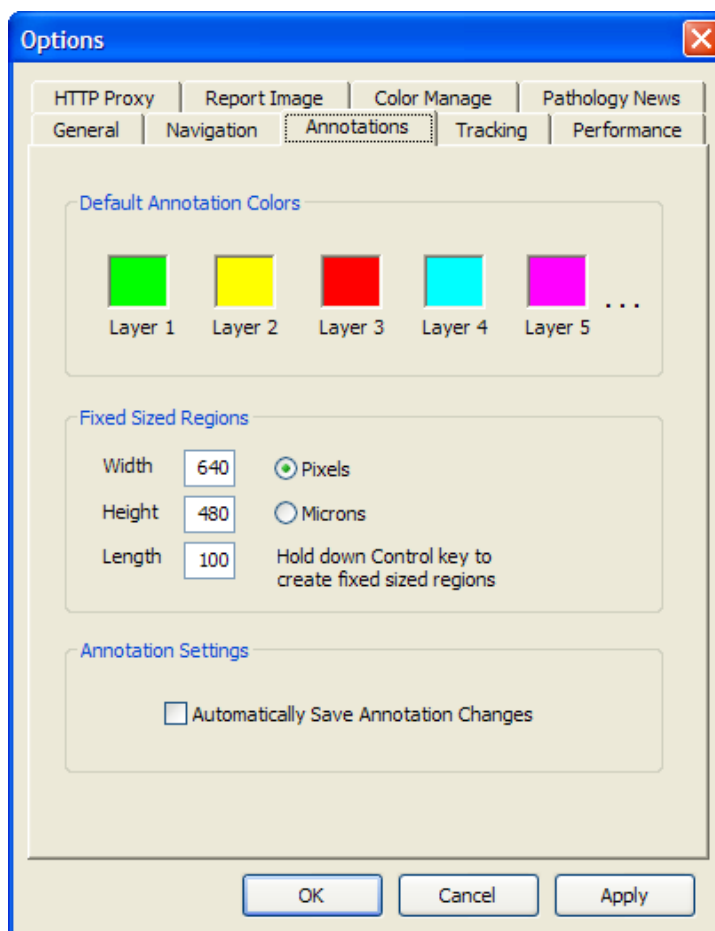 Options
HTTP Proxy Report Image Color Manage Pathology News
General Navigation Annotations Tracking Performance
Default Annotation Colors
Layer 1 Layer 2 Layer 3 Layer 4 Layer 5 ...
Fixed Sized Regions
Width 640 Pixels
Height 480 Microns
Length 100 Hold down Control key to
create fixed sized regions
Annotation Settings
Automatically Save Annotation Changes
OK Cancel Apply